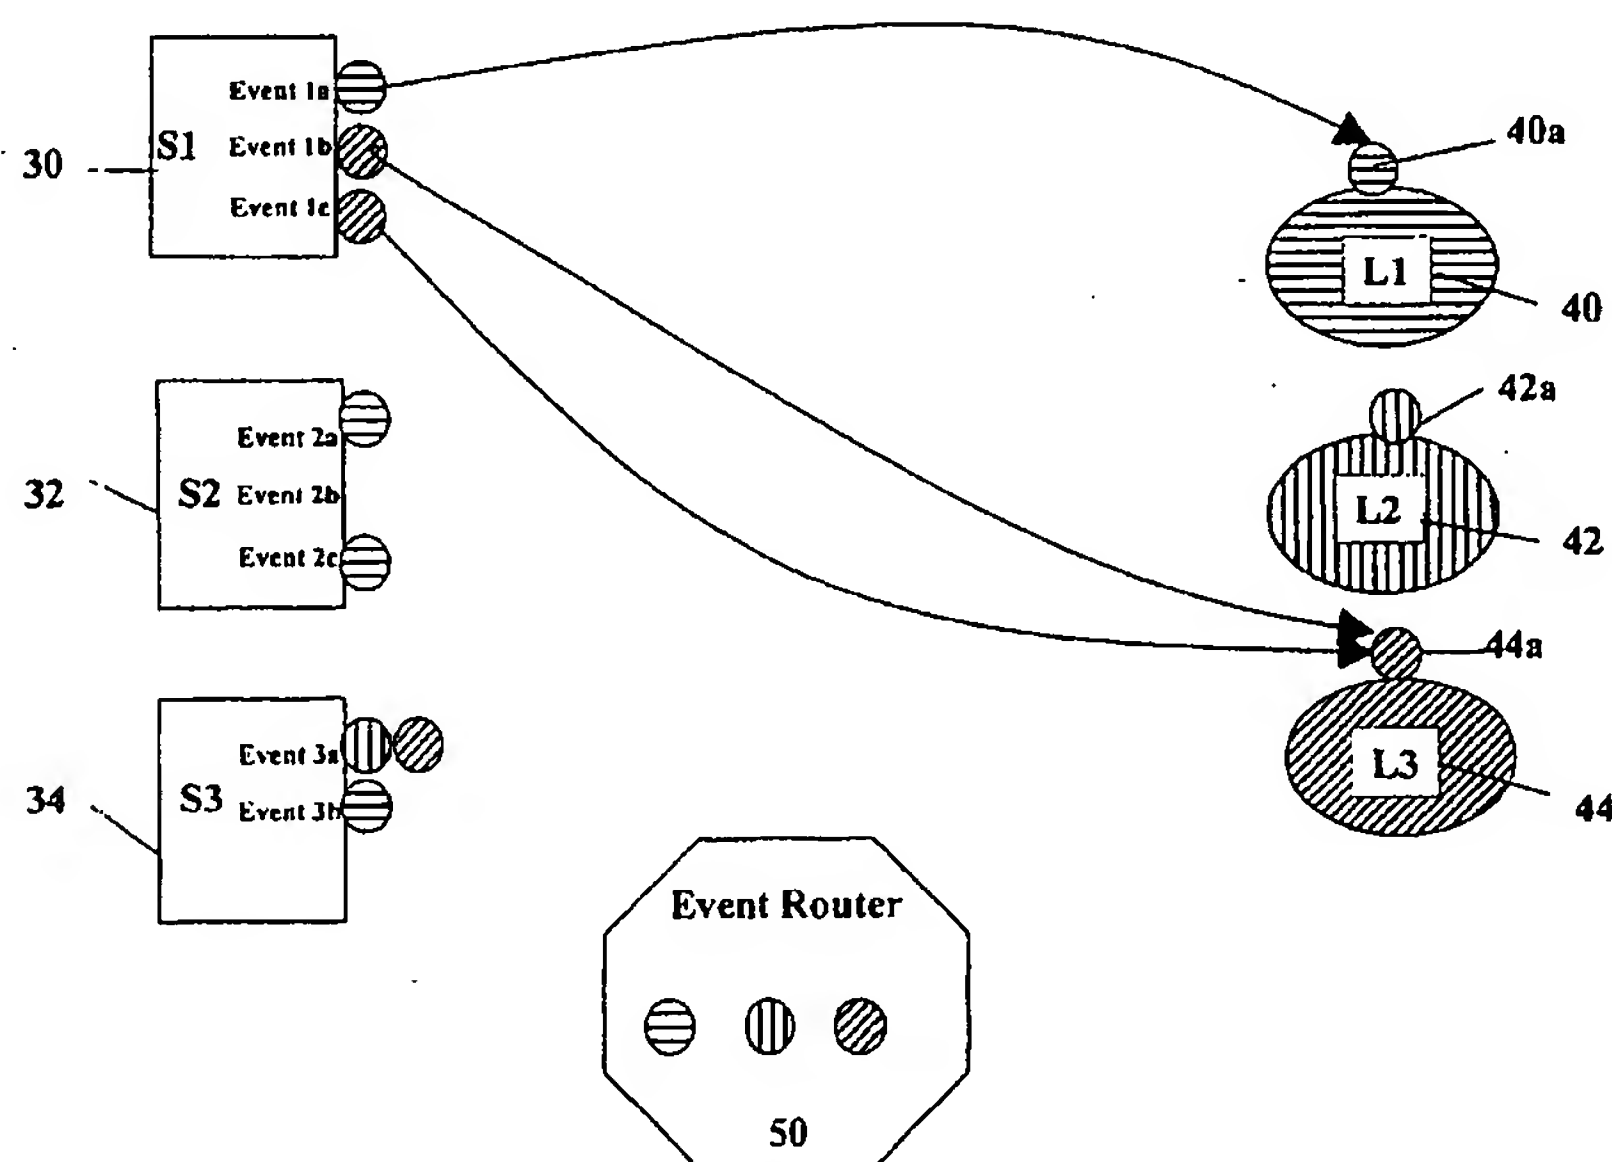 Event 1a
40a
30
S1
Event 1b
Event 1c
L1
40
42a
Event 2a
32
S2
Event 2b
L2
42
Event 2c
44a
Event 3a
L3
34
S3
Event 3b
44
Event Router
50